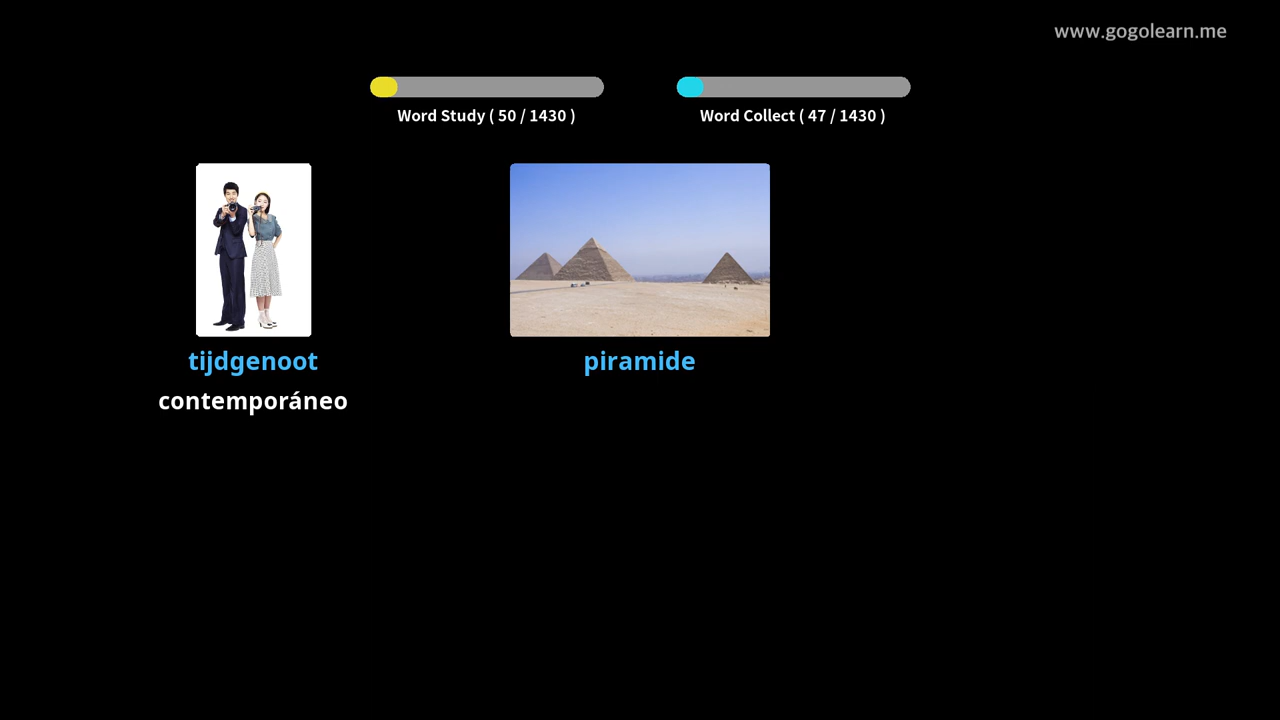 www.gogolearn.me
Word Study ( 50 / 1430 )
Word Collect ( 47 / 1430 )
tijdgenoot
piramide
contemporáneo